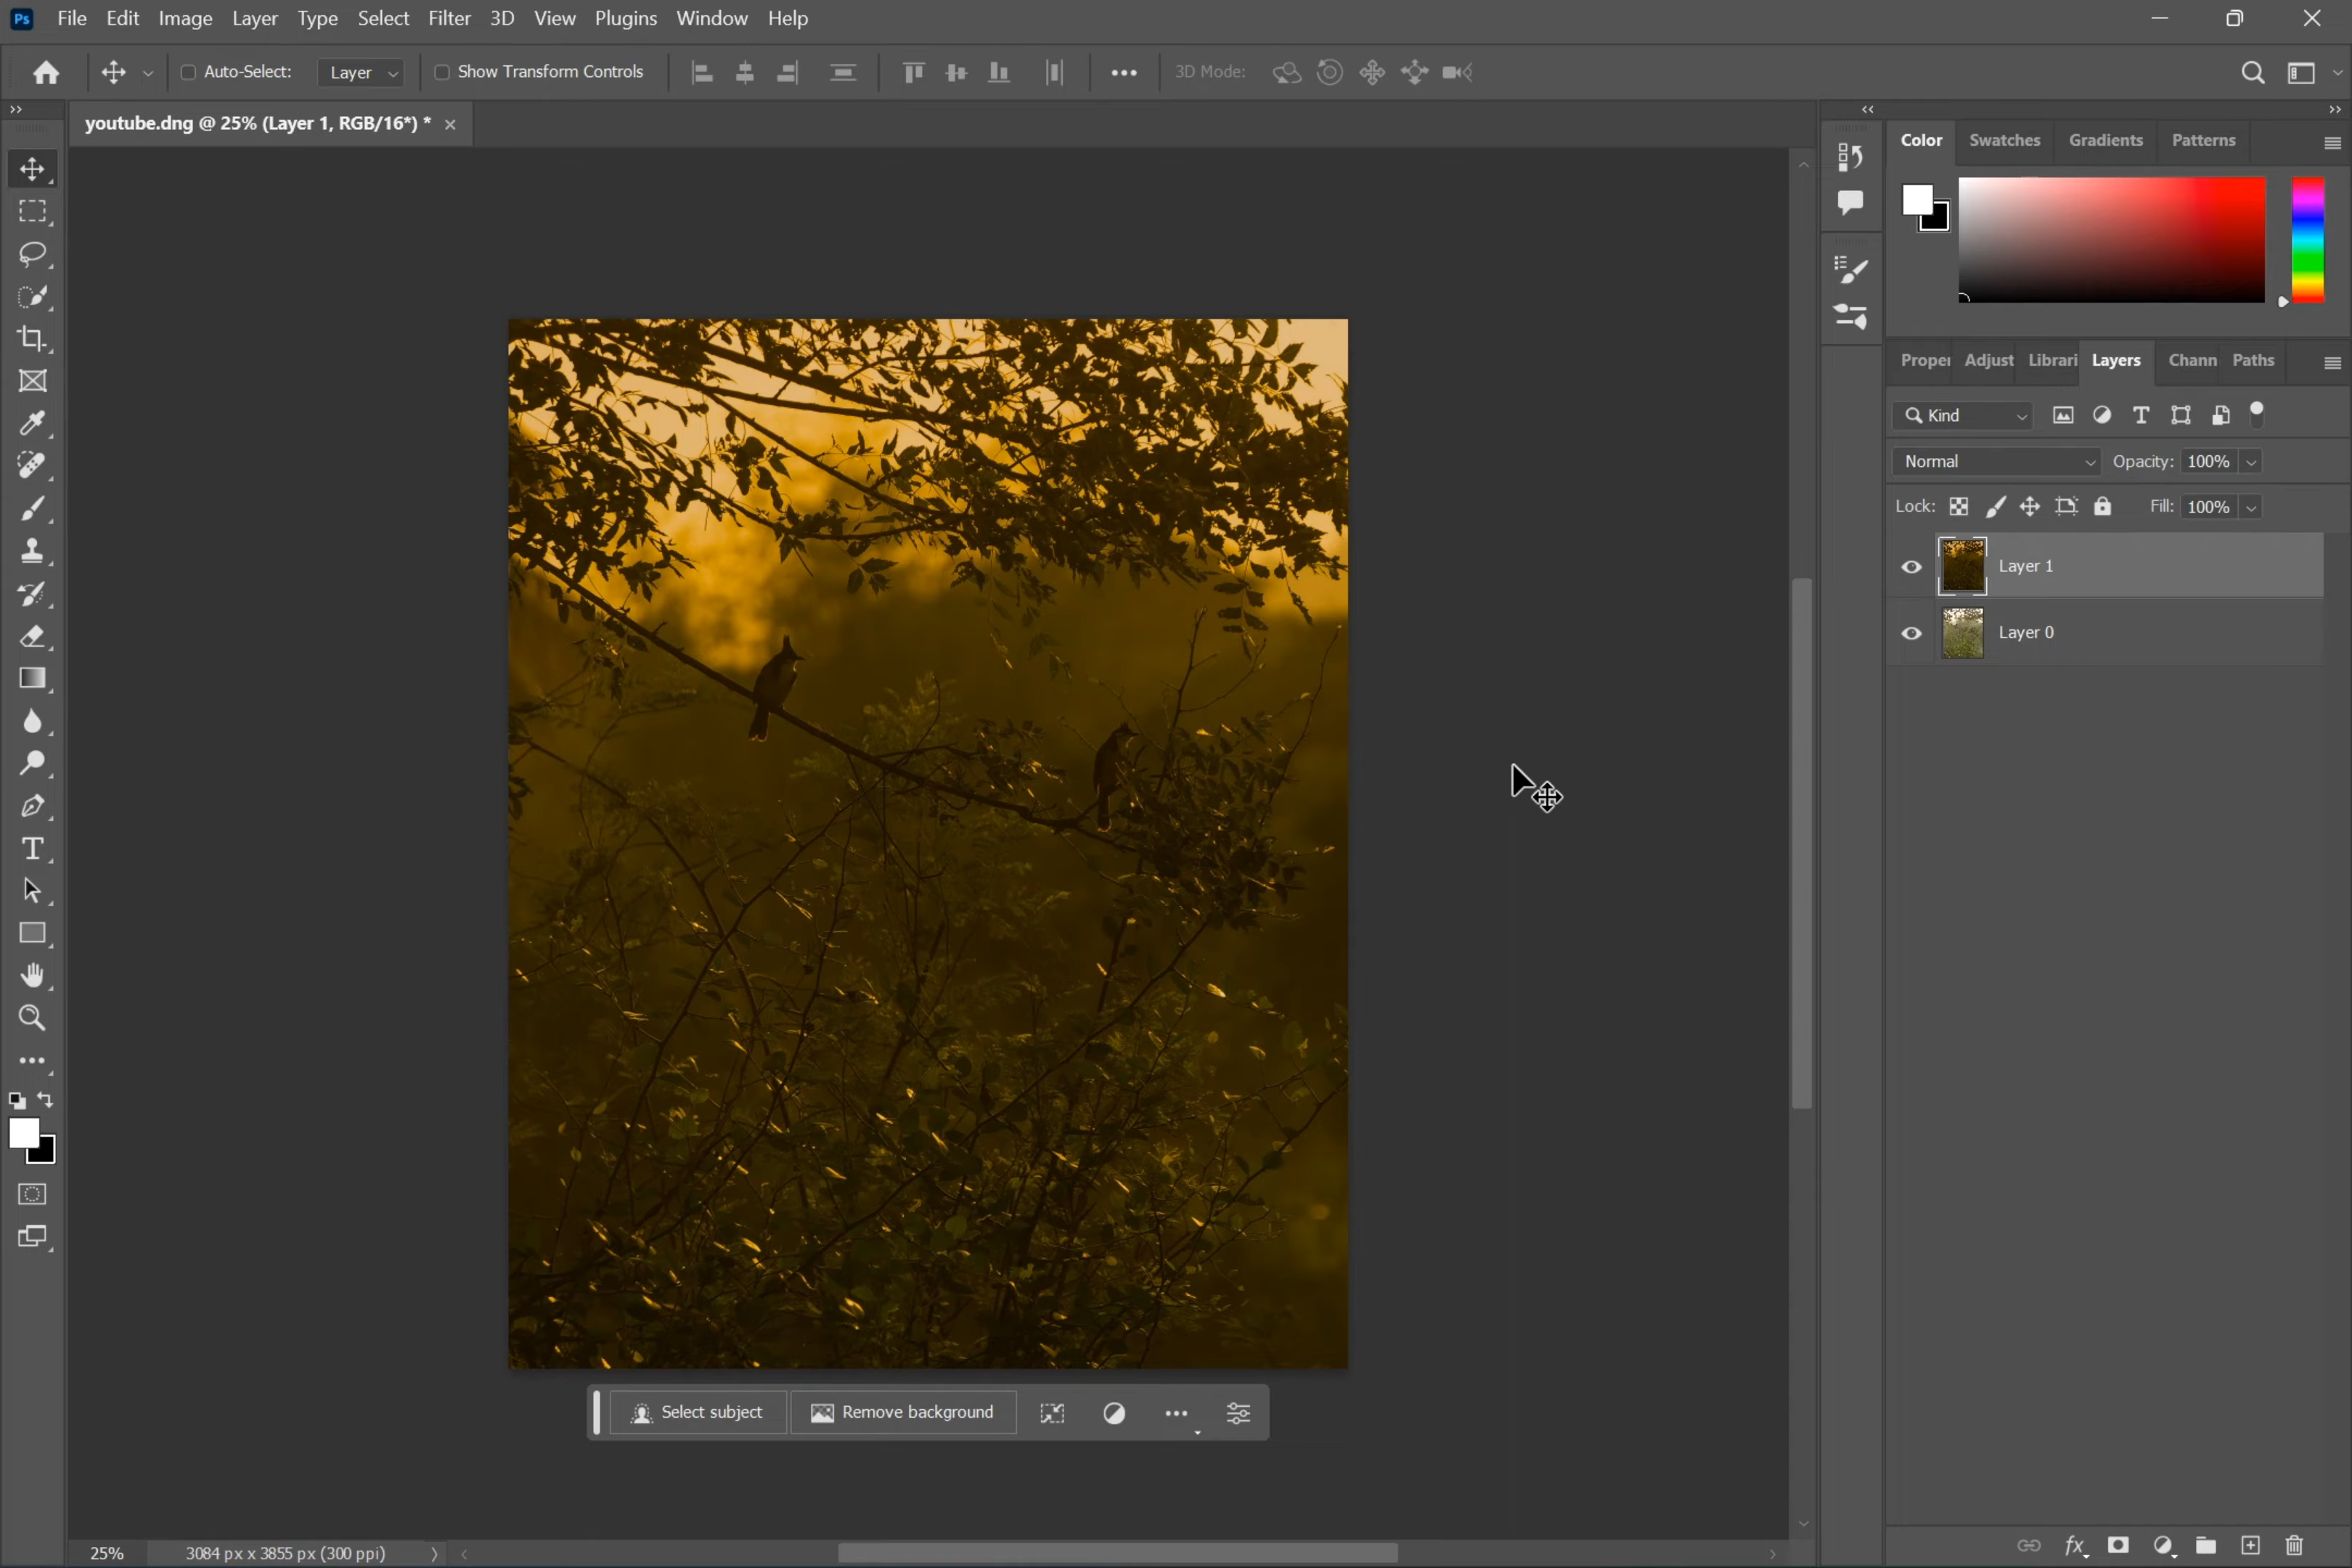 Ps File Edit Image Layer Type Select Filter 3D View Plugins Window Help
Auto-Select: Layer Show Transform Controls 3D Mode:
youtube.dng @ 25% (Layer 1, RGB/16*) *
Color Swatches Gradients Patterns
Proper Adjust Librari Layers Chann Paths
Kind
Normal Opacity: 100%
Lock: Fill: 100%
Layer 1
Layer 0
Select subject Remove background
25% 3084 px x 3855 px (300 ppi)
fx